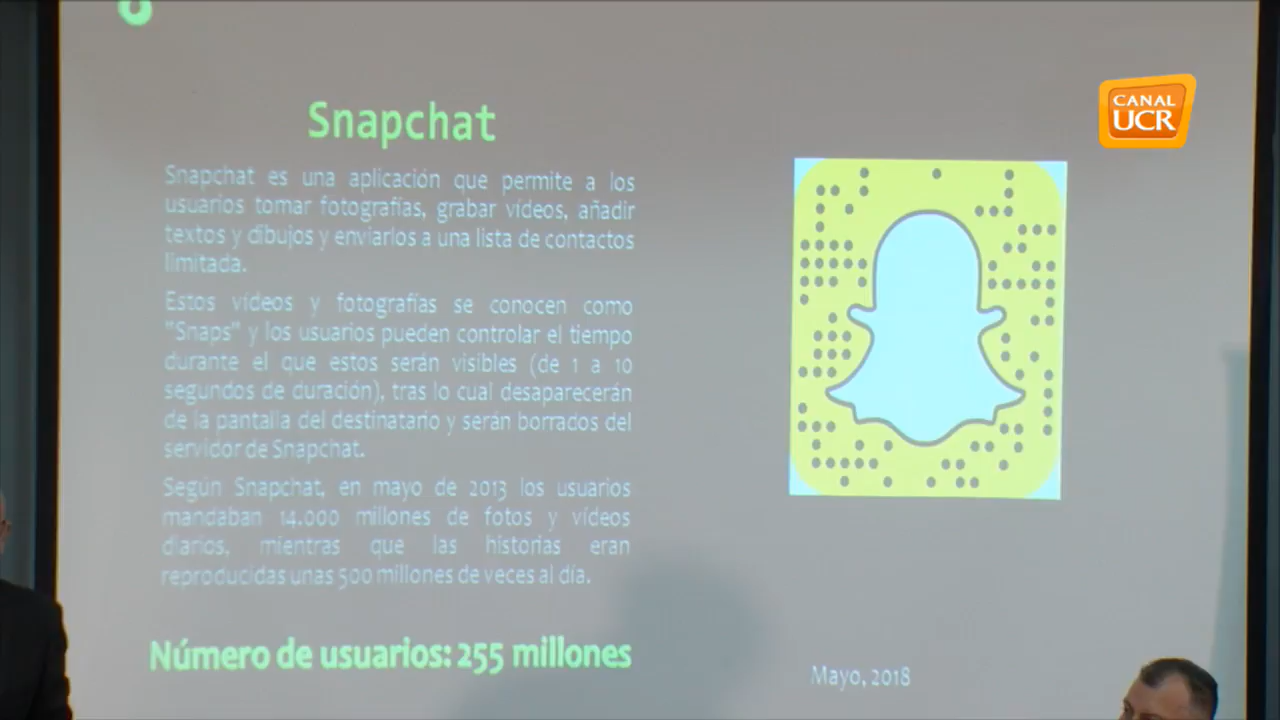 Snapchat
CANAL
UCR
Snapchat es una aplicación que permite a los
usuarios tomar fotografías, grabar vídeos, añadir
textos y dibujos y enviarlos a una lista de contactos
limitada.
Estos vídeos y fotografías se conocen como
"Snaps" y los usuarios pueden controlar el tiempo
durante el que estos serán visibles (de 1 a 10
segundos de duración), tras lo cual desaparecerán
de la pantalla del destinatario y serán borrados del
servidor de Snapchat.
Según Snapchat, en mayo de 2013 los usuarios
mandaban 14.000 millones de fotos y vídeos
diarios, mientras que las historias eran
reproducidas unas 500 millones de veces al día.
Número de usuarios: 255 millones
Mayo, 2018